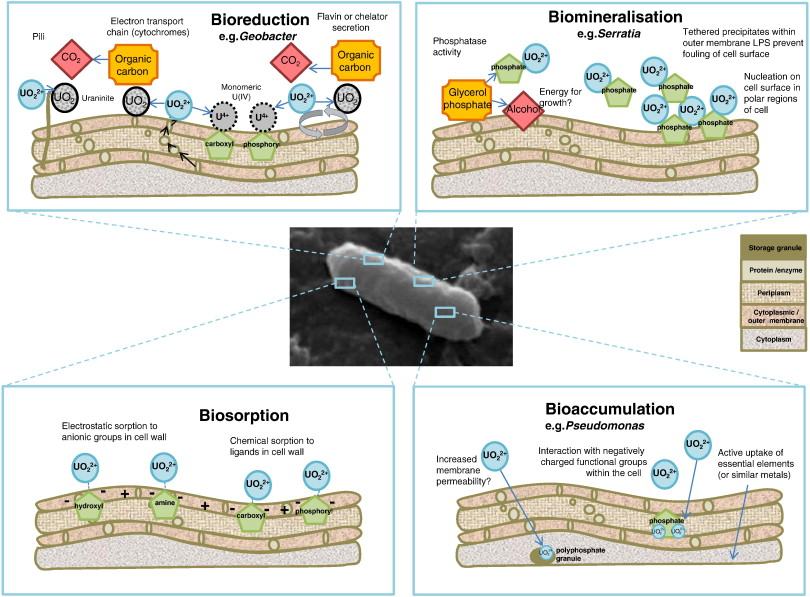 Bioreduction
e.g.Geobacter
Pili
Electron transport
chain (cytochromes)
Flavin or chelator
secretion
CO2
Organic
carbon
CO2
Organic
carbon
UO2 2+
UO2
Uraninite
UO2
UO2 2+
Monomeric
U(IV)
U4+
U4+
UO2 2+
UO2
carboxyl
phosphory
Biomineralisation
e.g.Serratia
Phosphatase
activity
Tethered precipitates within
outer membrane LPS prevent
fouling of cell surface
phosphate
UO2 2+
Glycerol
phosphate
Alcohol
Energy for
growth?
UO2 2+
phosphate
UO2 2+
phosphate
UO2 2+
UO2 2+
UO2 2+
phosphate
phosphate
Nucleation on
cell surface in
polar regions
of cell
Storage granule
Protein /enzyme
Periplasm
Cytoplasmic /
outer membrane
Cytoplasm
Biosorption
Electrostatic sorption to
anionic groups in cell wall
Chemical sorption to
ligands in cell wall
UO2 2+
UO2 2+
UO2 2+
UO2 2+
- hydroxyl - + - amine - + - carboxyl - + - phosphory -
Bioaccumulation
e.g.Pseudomonas
Increased
membrane
permeability?
UO2 2+
Interaction with negatively
charged functional groups
within the cell
UO2 2+
UO2 2+
Active uptake of
essential elements
(or similar metals)
phosphate
UO2 2+
UO2 2+
UO2 2+
polyphosphate
granule